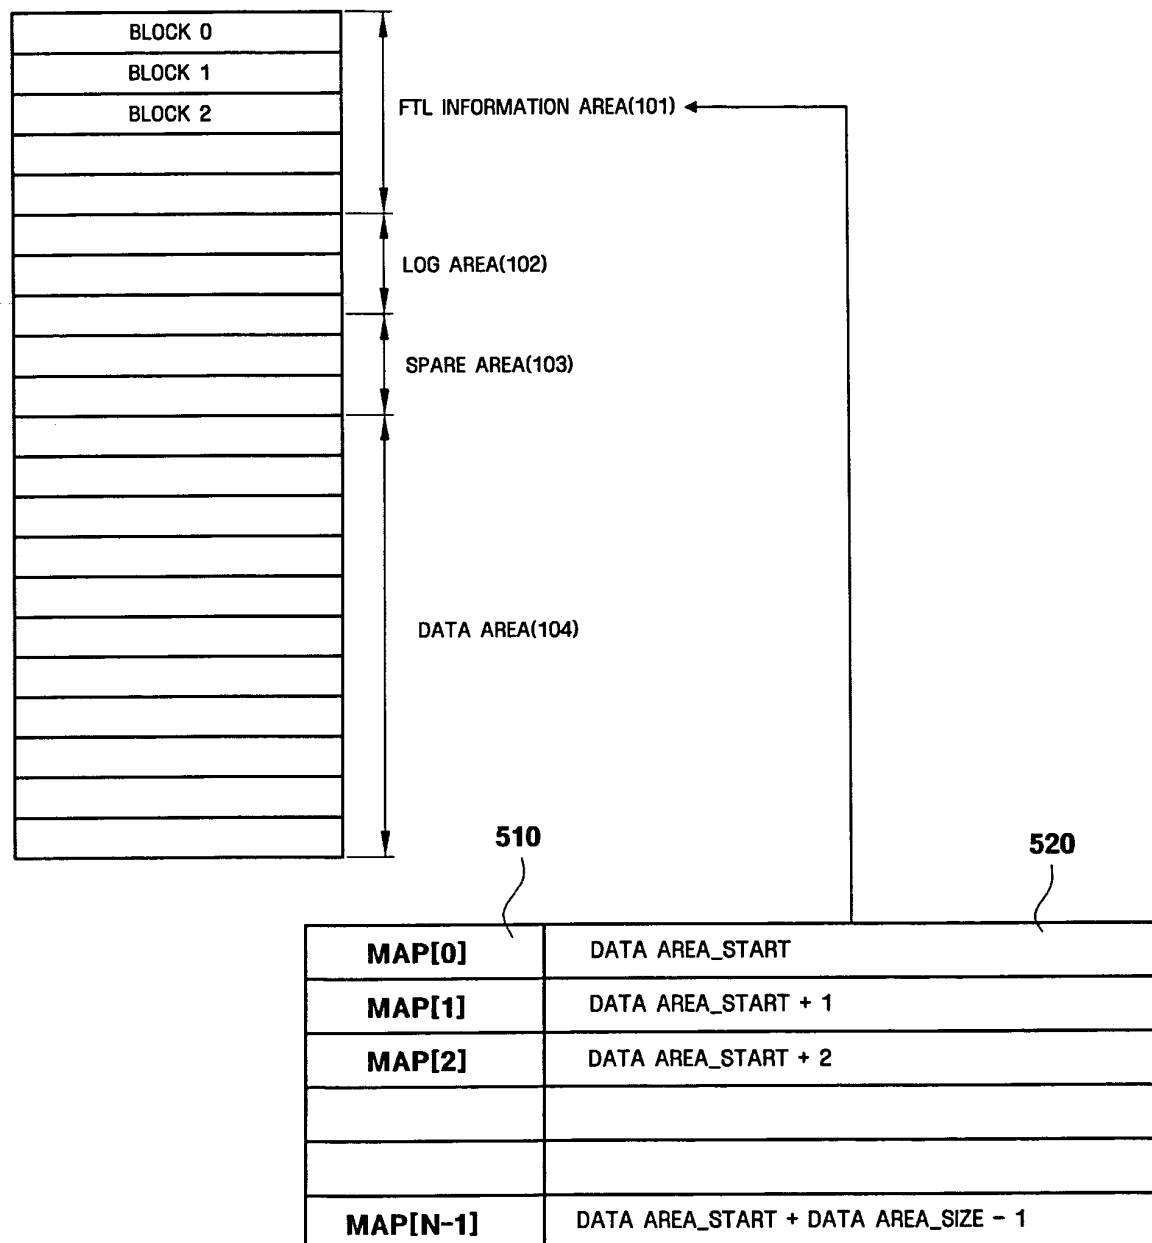 BLOCK 0
BLOCK 1
BLOCK 2
FTL INFORMATION AREA(101)
LOG AREA(102)
SPARE AREA(103)
DATA AREA(104)
510
520
MAP[0] DATA AREA_START
MAP[1] DATA AREA_START + 1
MAP[2] DATA AREA_START + 2
MAP[N-1] DATA AREA_START + DATA AREA_SIZE - 1